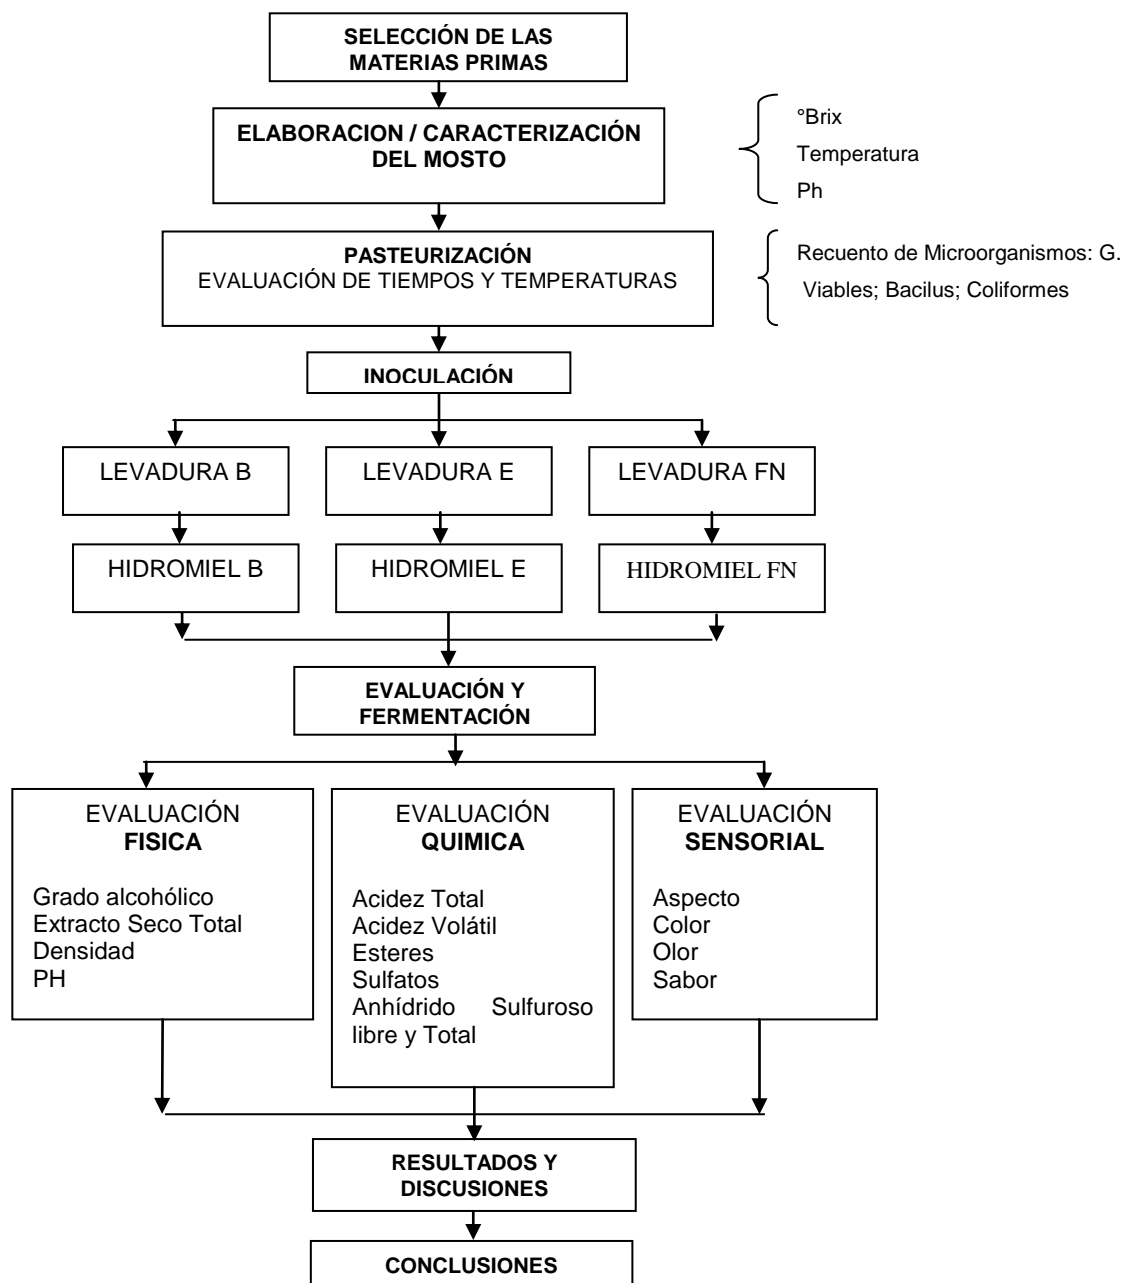 SELECCIÓN DE LAS
MATERIAS PRIMAS
ELABORACION / CARACTERIZACIÓN
DEL MOSTO
°Brix
Temperatura
Ph
PASTEURIZACIÓN
EVALUACIÓN DE TIEMPOS Y TEMPERATURAS
Recuento de Microorganismos: G.
Viables; Bacilus; Coliformes
INOCULACIÓN
LEVADURA B
LEVADURA E
LEVADURA FN
HIDROMIEL B
HIDROMIEL E
HIDROMIEL FN
EVALUACIÓN Y
FERMENTACIÓN
EVALUACIÓN
FISICA
Grado alcohólico
Extracto Seco Total
Densidad
PH
EVALUACIÓN
QUIMICA
Acidez Total
Acidez Volátil
Esteres
Sulfatos
Anhídrido Sulfuroso
libre y Total
EVALUACIÓN
SENSORIAL
Aspecto
Color
Olor
Sabor
RESULTADOS Y
DISCUSIONES
CONCLUSIONES